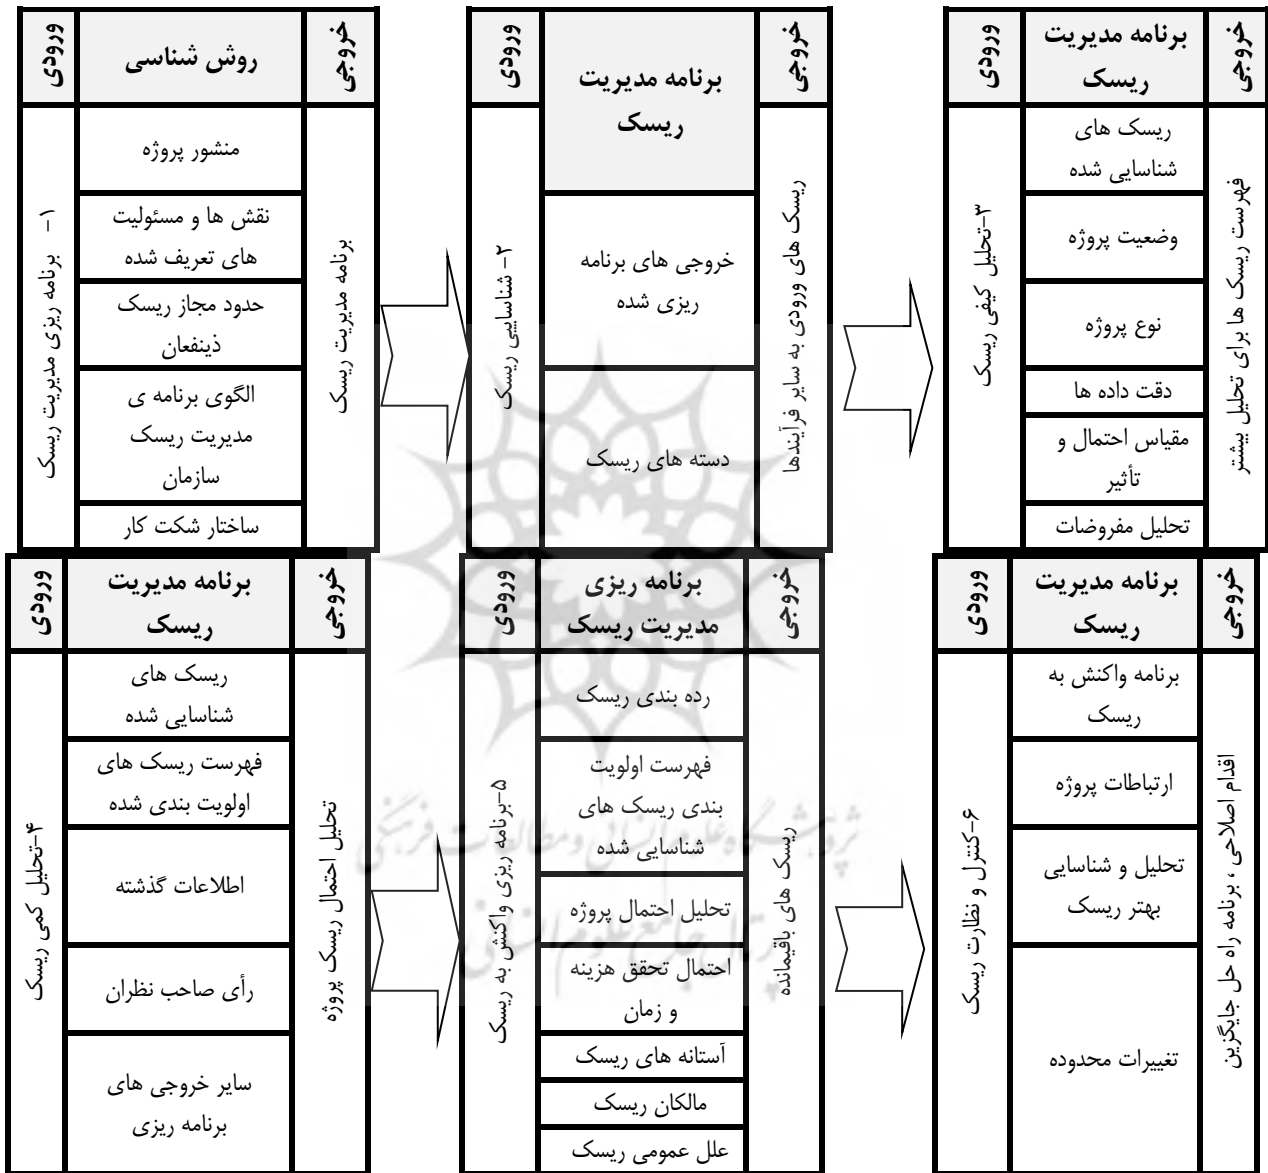 ورودی
روش شناسی
خروجی
۱- برنامه ریزی مدیریت ریسک
منشور پروژه
نقش ها و مسئولیت
های تعریف شده
حدود مجاز ریسک
ذینفعان
الگوی برنامه ی
مدیریت ریسک
سازمان
ساختار شکت کار
برنامه مدیریت ریسک
ورودی
برنامه مدیریت
ریسک
خروجی
۲- شناسایی ریسک
خروجی های برنامه
ریزی شده
دسته های ریسک
ریسک های ورودی به سایر فرآیندها
ورودی
برنامه مدیریت
ریسک
خروجی
۳-تحلیل کیفی ریسک
ریسک های
شناسایی شده
وضعیت پروژه
نوع پروژه
دقت داده ها
مقیاس احتمال و
تأثیر
تحلیل مفروضات
فهرست ریسک ها برای تحلیل بیشتر
ورودی
برنامه مدیریت
ریسک
خروجی
۴-تحلیل کمی ریسک
ریسک های
شناسایی شده
فهرست ریسک های
اولویت بندی شده
اطلاعات گذشته
رأی صاحب نظران
سایر خروجی های
برنامه ریزی
تحلیل احتمال ریسک پروژه
ورودی
برنامه ریزی
مدیریت ریسک
خروجی
۵-برنامه ریزی واکنش به ریسک
رده بندی ریسک
فهرست اولویت
بندی ریسک های
شناسایی شده
تحلیل احتمال پروژه
احتمال تحقق هزینه
و زمان
آستانه های ریسک
مالکان ریسک
علل عمومی ریسک
ریسک های باقیمانده
ورودی
برنامه مدیریت
ریسک
خروجی
۶-کنترل و نظارت ریسک
برنامه واکنش به
ریسک
ارتباطات پروژه
تحلیل و شناسایی
بهتر ریسک
تغییرات محدوده
اقدام اصلاحی ، برنامه راه حل جایگزین
پژوهشگاه علوم انسانی و مطالعات فرهنگی
پرتال جامع علوم انسانی